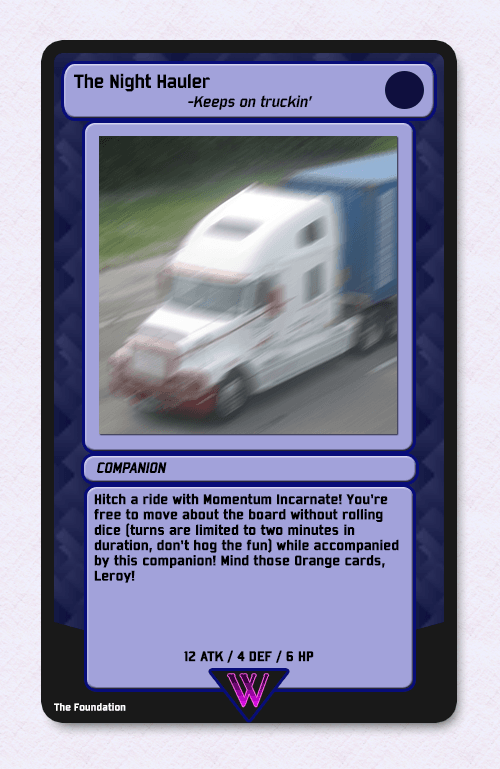 The Night Hauler
-Keeps on truckin'
COMPANION
Hitch a ride with Momentum Incarnate! You're
free to move about the board without rolling
dice (turns are limited to two minutes in
duration, don't hog the fun) while accompanied
by this companion! Mind those Orange cards,
Leroy!
12 ATK / 4 DEF / 6 HP
W
The Foundation